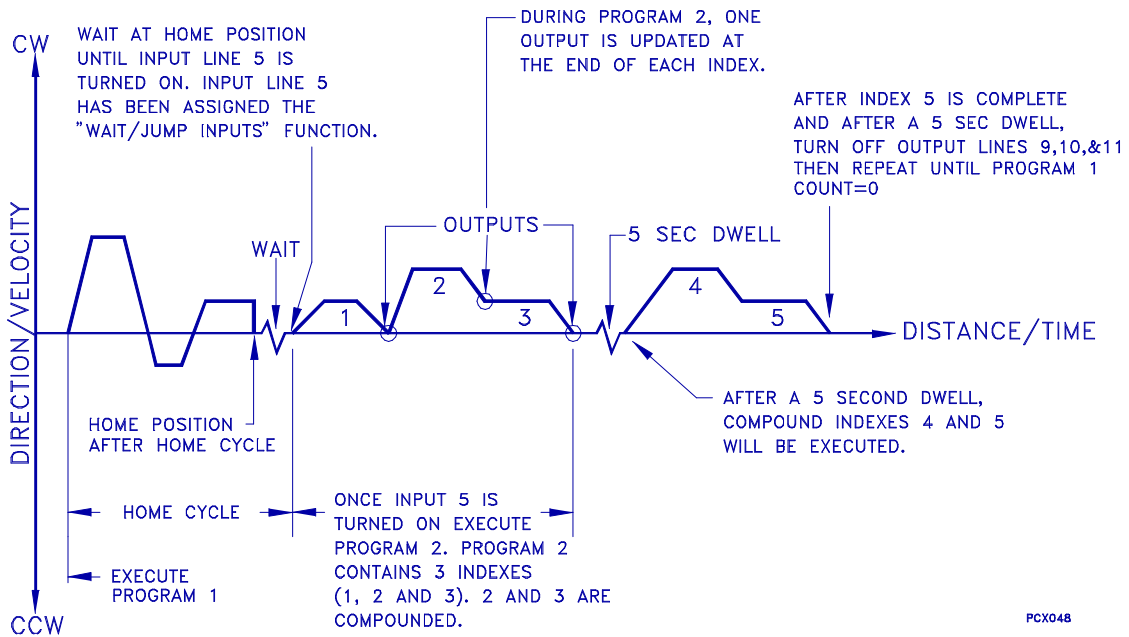 CW
WAIT AT HOME POSITION
UNTIL INPUT LINE 5 IS
TURNED ON. INPUT LINE 5
HAS BEEN ASSIGNED THE
"WAIT/JUMP INPUTS" FUNCTION.
DURING PROGRAM 2, ONE
OUTPUT IS UPDATED AT
THE END OF EACH INDEX.
AFTER INDEX 5 IS COMPLETE
AND AFTER A 5 SEC DWELL,
TURN OFF OUTPUT LINES 9,10,&11
THEN REPEAT UNTIL PROGRAM 1
COUNT=0
DIRECTION/VELOCITY
WAIT
OUTPUTS
5 SEC DWELL
1
2
3
4
5
DISTANCE/TIME
HOME POSITION
AFTER HOME CYCLE
AFTER A 5 SECOND DWELL,
COMPOUND INDEXES 4 AND 5
WILL BE EXECUTED.
HOME CYCLE
ONCE INPUT 5 IS
TURNED ON EXECUTE
PROGRAM 2. PROGRAM 2
CONTAINS 3 INDEXES
(1, 2 AND 3). 2 AND 3 ARE
COMPOUNDED.
EXECUTE
PROGRAM 1
CCW
PCX048